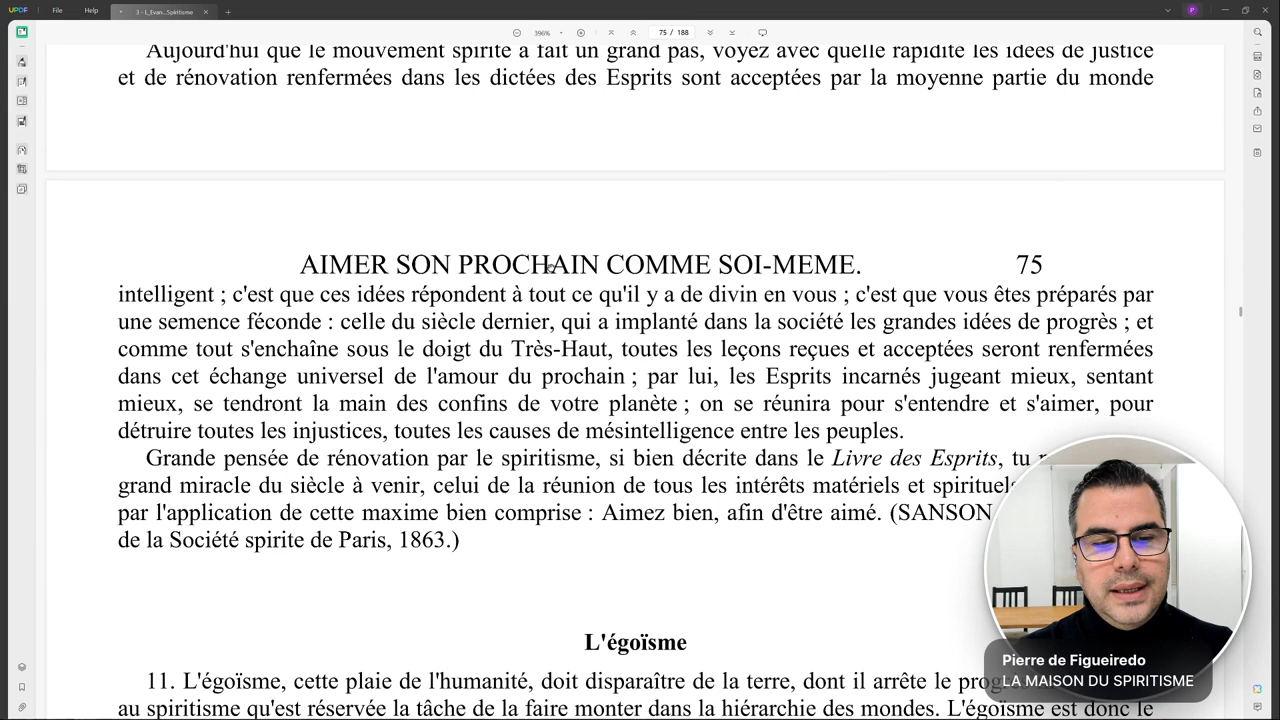 UPDF File Help 3 - L_Evan...Spiritisme × +
396% 75 / 188
Aujourd'hui que le mouvement spirite a fait un grand pas, voyez avec quelle rapidité les idées de justice
et de rénovation renfermées dans les dictées des Esprits sont acceptées par la moyenne partie du monde
AIMER SON PROCHAIN COMME SOI-MEME. 75
intelligent ; c'est que ces idées répondent à tout ce qu'il y a de divin en vous ; c'est que vous êtes préparés par
une semence féconde : celle du siècle dernier, qui a implanté dans la société les grandes idées de progrès ; et
comme tout s'enchaîne sous le doigt du Très-Haut, toutes les leçons reçues et acceptées seront renfermées
dans cet échange universel de l'amour du prochain ; par lui, les Esprits incarnés jugeant mieux, sentant
mieux, se tendront la main des confins de votre planète ; on se réunira pour s'entendre et s'aimer, pour
détruire toutes les injustices, toutes les causes de mésintelligence entre les peuples.
Grande pensée de rénovation par le spiritisme, si bien décrite dans le Livre des Esprits, tu
grand miracle du siècle à venir, celui de la réunion de tous les intérêts matériels et spirituels
par l'application de cette maxime bien comprise : Aimez bien, afin d'être aimé. (SANSON
de la Société spirite de Paris, 1863.)
L'égoïsme
11. L'égoïsme, cette plaie de l'humanité, doit disparaître de la terre, dont il arrête le
au spiritisme qu'est réservée la tâche de la faire monter dans la hiérarchie des mondes. L'égoïsme est donc le
Pierre de Figueiredo
LA MAISON DU SPIRITISME